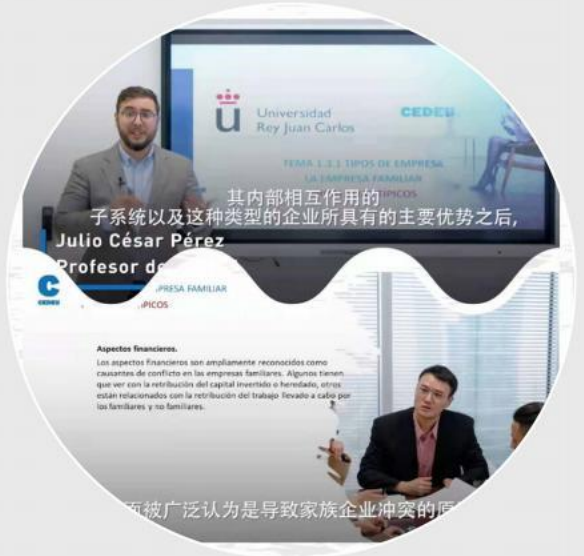 Universidad
Rey Juan Carlos
CEDEU
TEMA 1.3.1 TIPOS DE EMPRESA
LA EMPRESA FAMILIAR
TÍPICOS
其内部相互作用的
子系统以及这种类型的企业所具有的主要优势之后,
Julio César Pérez
Profesor de
CEDEU
EMPRESA FAMILIAR
TÍPICOS
Aspectos financieros.
Los aspectos financieros son ampliamente reconocidos como
causantes de conflicto en las empresas familiares. Algunos tienen
que ver con la retribución del capital invertido o heredado, otros
están relacionados con la retribución del trabajo llevado a cabo por
los familiares y no familiares.
面被广泛认为是导致家族企业冲突的原